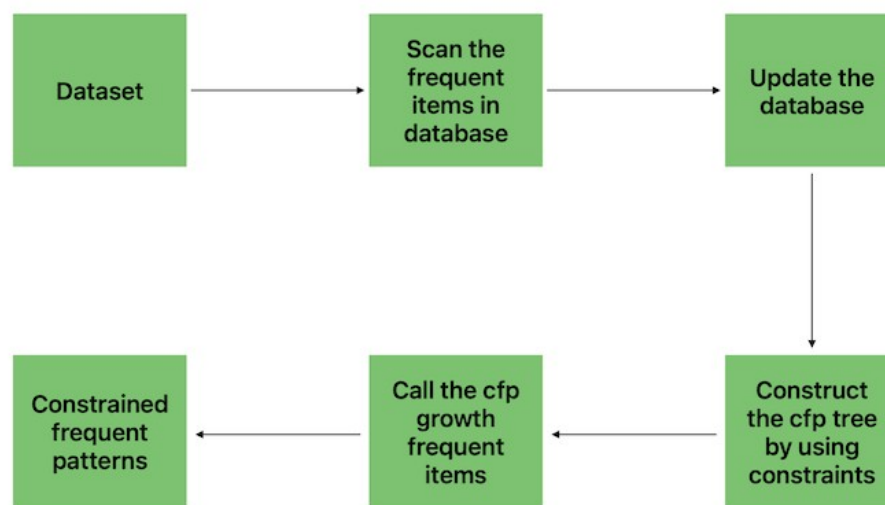 Dataset
Scan the
frequent
items in
database
Update the
database
Construct
the cfp tree
by using
constraints
Call the cfp
growth
frequent
items
Constrained
frequent
patterns